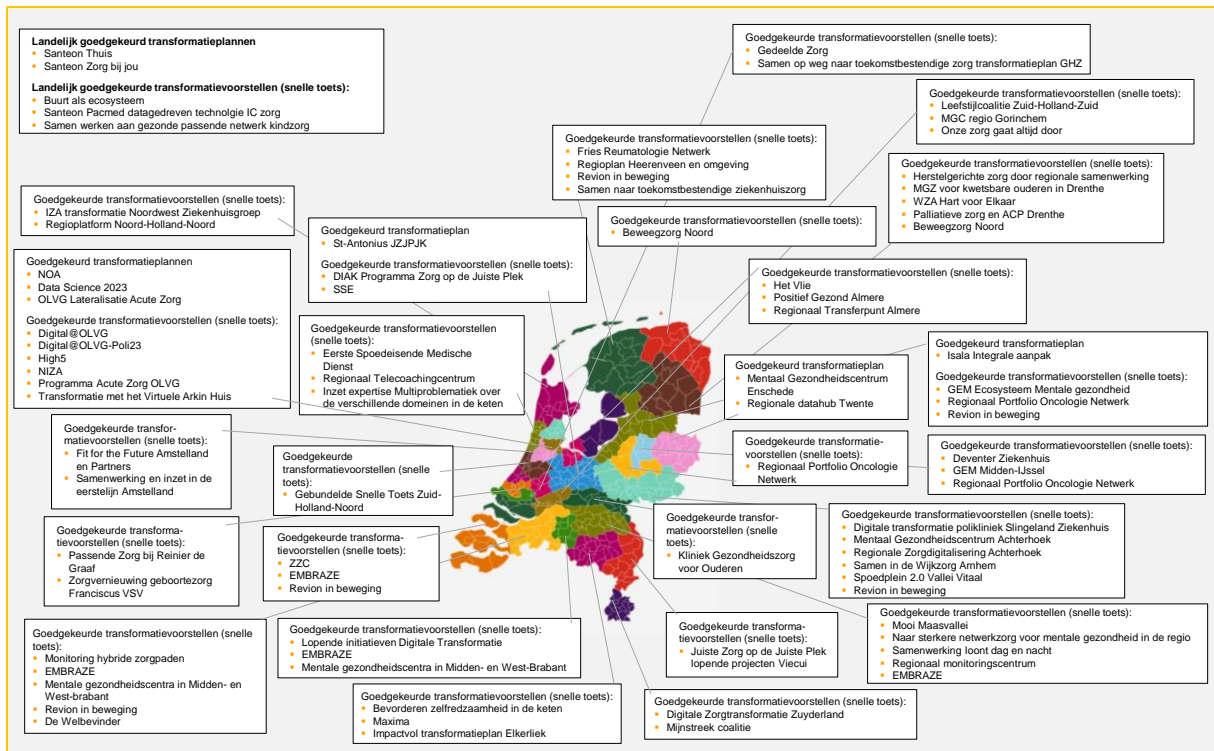 Landelijk goedgekeurd transformatieplannen
Santeon Thuis
Santeon Zorg bij jou
Landelijk goedgekeurde transformatievoorstellen (snelle toets):
Buurt als ecosysteem
Santeon Pacmed datagedreven technolgie IC zorg
Samen werken aan gezonde passende netwerk kindzorg
Goedgekeurde transformatievoorstellen (snelle toets):
Gedeelde Zorg
Samen op weg naar toekomstbestendige zorg transformatieplan GHZ
Goedgekeurde transformatievoorstellen (snelle toets):
Leefstijlcoalitie Zuid-Holland-Zuid
MGC regio Gorinchem
Onze zorg gaat altijd door
Goedgekeurde transformatievoorstellen (snelle toets):
Fries Reumatologie Netwerk
Regioplan Heerenveen en omgeving
Revion in beweging
Samen naar toekomstbestendige ziekenhuiszorg
Goedgekeurde transformatievoorstellen (snelle toets):
Herstelgerichte zorg door regionale samenwerking
MGZ voor kwetsbare ouderen in Drenthe
WZA Hart voor Elkaar
Palliatieve zorg en ACP Drenthe
Beweegzorg Noord
Goedgekeurde transformatievoorstellen (snelle toets):
IZA transformatie Noordwest Ziekenhuisgroep
Regioplatform Noord-Holland-Noord
Goedgekeurde transformatievoorstellen (snelle toets):
Beweegzorg Noord
Goedgekeurd transformatieplan
St-Antonius JZJPJK
Goedgekeurde transformatievoorstellen (snelle toets):
DIAK Programma Zorg op de Juiste Plek
SSE
Goedgekeurd transformatieplannen
NOA
Data Science 2023
OLVG Lateralisatie Acute Zorg
Goedgekeurde transformatievoorstellen (snelle toets):
Digital@OLVG
Digital@OLVG-Poli23
High5
NIZA
Programma Acute Zorg OLVG
Transformatie met het Virtuele Arkin Huis
Goedgekeurde transformatievoorstellen (snelle toets):
Het Vlie
Positief Gezond Almere
Regionaal Transferpunt Almere
Goedgekeurde transformatievoorstellen
(snelle toets):
Eerste Spoedeisende Medische
Dienst
Regionaal Telecoachingcentrum
Inzet expertise Multiproblematiek over
de verschillende domeinen in de keten
Goedgekeurd transformatieplan
Mentaal Gezondheidscentrum
Enschede
Regionale datahub Twente
Goedgekeurd transformatieplan
Isala Integrale aanpak
Goedgekeurde transformatievoorstellen (snelle toets):
GEM Ecosysteem Mentale gezondheid
Regionaal Portfolio Oncologie Netwerk
Revion in beweging
Goedgekeurde transfor-
matievoorstellen (snelle toets):
Fit for the Future Amstelland
en Partners
Samenwerking en inzet in de
eerstelijn Amstelland
Goedgekeurde
transformatievoorstellen (snelle
toets):
Gebundelde Snelle Toets Zuid-
Holland-Noord
Goedgekeurde transformatie-
voorstellen (snelle toets):
Regionaal Portfolio Oncologie
Netwerk
Goedgekeurde transformatievoorstellen (snelle toets):
Deventer Ziekenhuis
GEM Midden-IJssel
Regionaal Portfolio Oncologie Netwerk
Goedgekeurde transforma-
tievoorstellen (snelle toets):
Passende Zorg bij Reinier de
Graaf
Zorgvernieuwing geboortezorg
Franciscus VSV
Goedgekeurde transforma-
tievoorstellen (snelle toets):
ZZC
EMBRAZE
Revion in beweging
Goedgekeurde transfor-
matievoorstellen (snelle
toets):
Kliniek Gezondheidszorg
voor Ouderen
Goedgekeurde transformatievoorstellen (snelle toets):
Digitale transformatie polikliniek Slingeland Ziekenhuis
Mentaal Gezondheidscentrum Achterhoek
Regionale Zorgdigitalisering Achterhoek
Samen in de Wijkzorg Arnhem
Spoedplein 2.0 Vallei Vitaal
Revion in beweging
Goedgekeurde transformatievoorstellen (snelle
toets):
Monitoring hybride zorgpaden
EMBRAZE
Mentale gezondheidscentra in Midden- en
West-brabant
Revion in beweging
De Welbevinder
Goedgekeurde transformatievoorstellen (snelle toets):
Lopende initiatieven Digitale Transformatie
EMBRAZE
Mentale gezondheidscentra in Midden- en West-Brabant
Goedgekeurde transforma-
tievoorstellen (snelle toets):
Juiste Zorg op de Juiste Plek
lopende projecten Viecui
Goedgekeurde transformatievoorstellen (snelle toets):
Mooi Maasvallei
Naar sterkere netwerkzorg voor mentale gezondheid in de regio
Samenwerking loont dag en nacht
Regionaal monitoringscentrum
EMBRAZE
Goedgekeurde transformatievoorstellen (snelle toets):
Bevorderen zelfredzaamheid in de keten
Maxima
Impactvol transformatieplan Elkerliek
Goedgekeurde transformatievoorstellen (snelle toets):
Digitale Zorgtransformatie Zuyderland
Mijnstreek coalitie